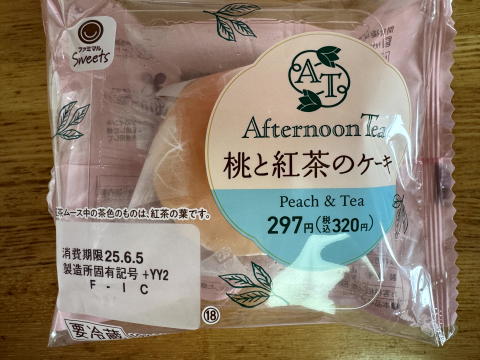 ファミマル
Sweets
AT
Afternoon Tea
桃と紅茶のケーキ
Peach & Tea
297円(税込320円)
茶ムース中の茶色のものは、紅茶の葉です。
消費期限25.6.5
製造所固有記号 +YY2
F - I C
⑱
要冷蔵